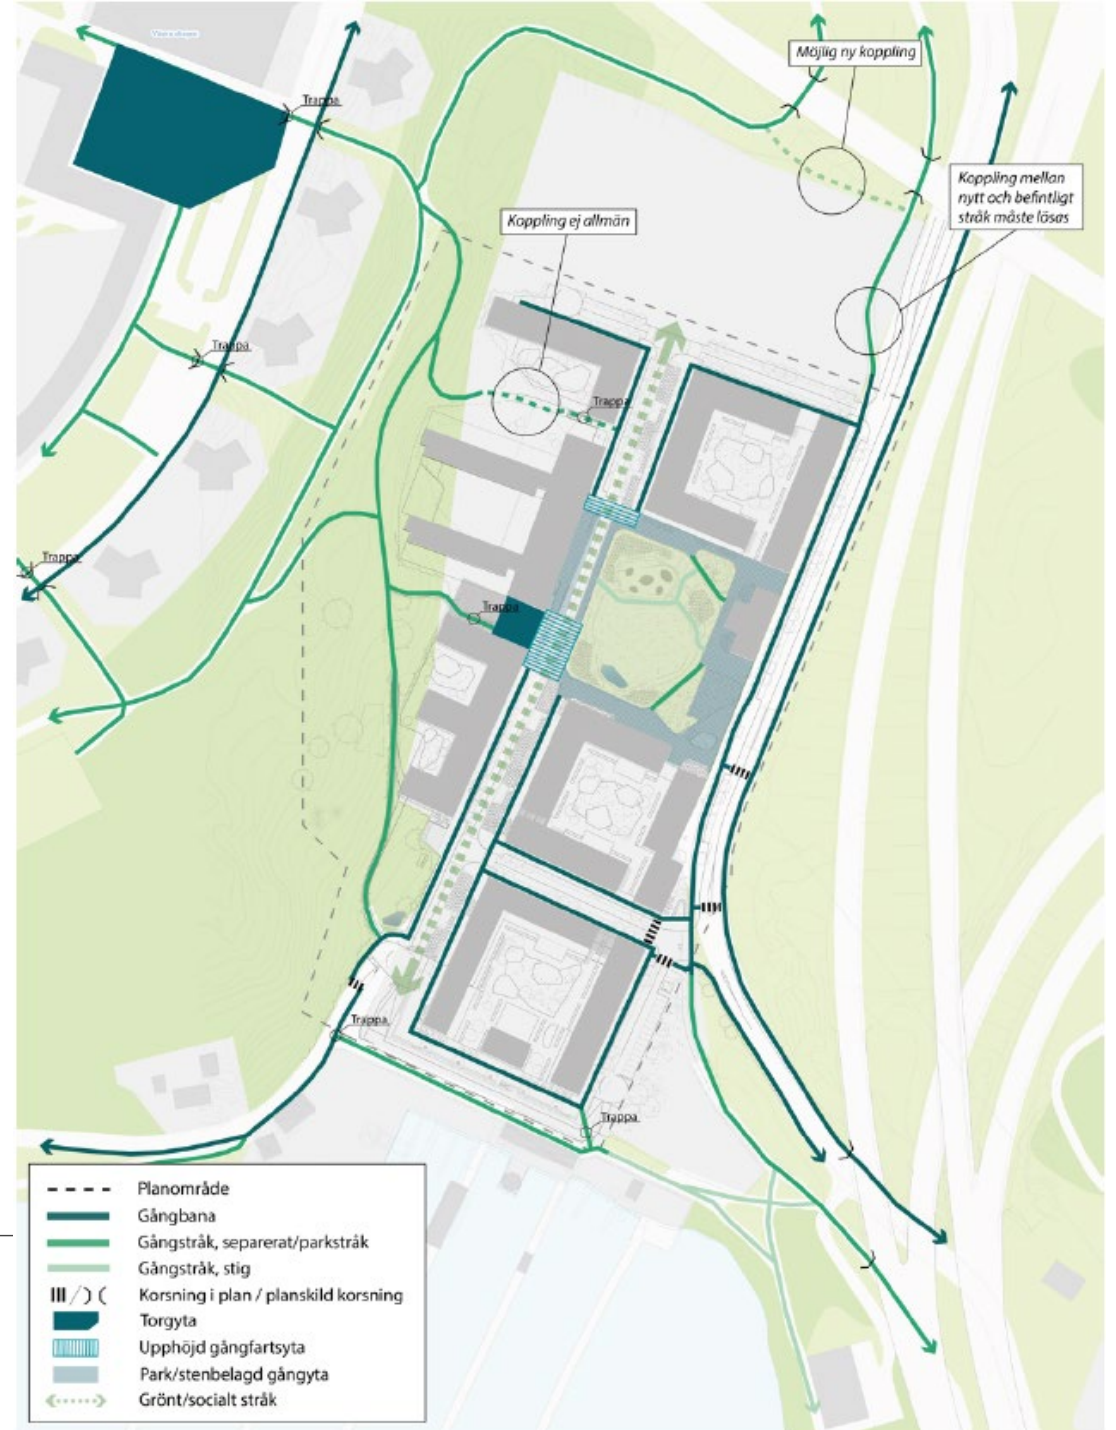 Möjlig ny koppling
Trappa
Koppling mellan
nytt och befintligt
stråk måste lösas
Koppling ej allmän
Trappa
Trappa
Trappa
Trappa
Trappa
Trappa
Planområde
Gångbana
Gångstråk, separerat/parkstråk
Gångstråk, stig
Korsning i plan / planskild korsning
Torgyta
Upphöjd gångfartsyta
Park/stenbelagd gångyta
Grönt/socialt stråk